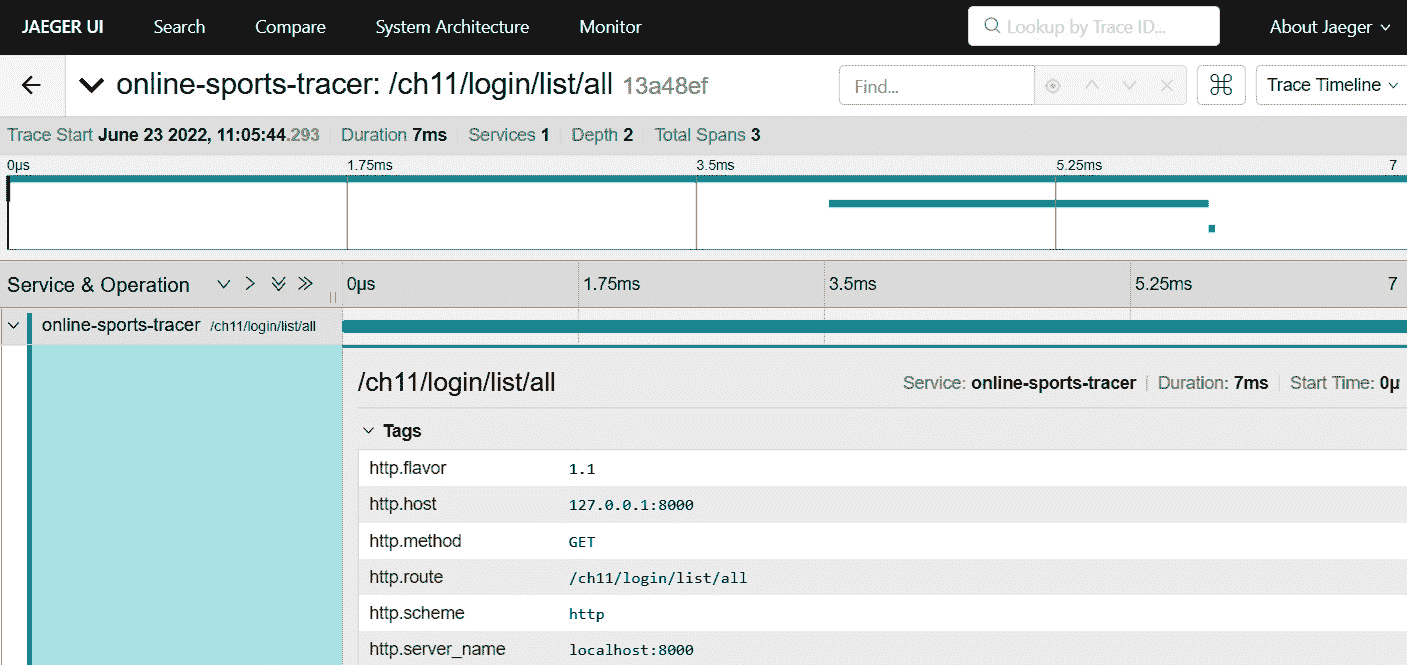 JAEGER UI Search Compare System Architecture Monitor Lookup by Trace ID... About Jaeger
online-sports-tracer: /ch11/login/list/all 13a48ef Find... ⌘ Trace Timeline
Trace Start June 23 2022, 11:05:44.293 Duration 7ms Services 1 Depth 2 Total Spans 3
0μs 1.75ms 3.5ms 5.25ms 7
Service & Operation 0μs 1.75ms 3.5ms 5.25ms 7
online-sports-tracer /ch11/login/list/all
/ch11/login/list/all Service: online-sports-tracer Duration: 7ms Start Time: 0μ
Tags
http.flavor 1.1
http.host 127.0.0.1:8000
http.method GET
http.route /ch11/login/list/all
http.scheme http
http.server_name localhost:8000